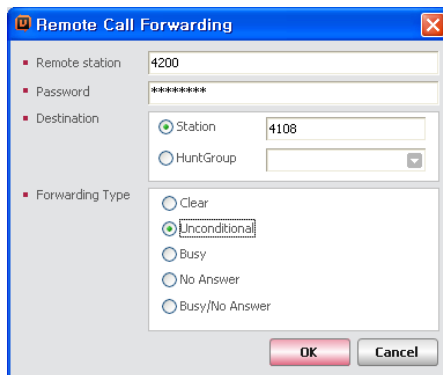 Remote Call Forwarding
Remote station
4200
Password
********
Destination
Station
4108
HuntGroup
Forwarding Type
Clear
Unconditional
Busy
No Answer
Busy/No Answer
OK
Cancel